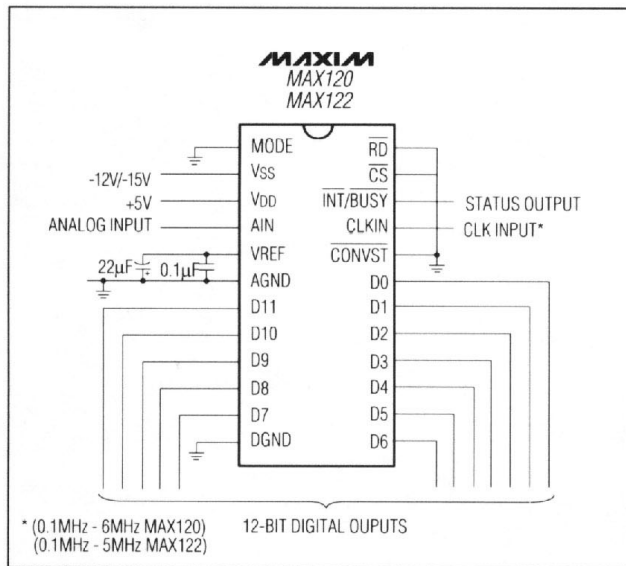 MAXIM
MAX120
MAX122
MODE
VSS
VDD
AIN
VREF
AGND
D11
D10
D9
D8
D7
DGND
RD
CS
INT/BUSY
CLKIN
CONVST
D0
D1
D2
D3
D4
D5
D6
-12V/-15V
+5V
ANALOG INPUT
22µF
+
0.1µF
STATUS OUTPUT
CLK INPUT*
12-BIT DIGITAL OUPUTS
* (0.1MHz - 6MHz MAX120)
(0.1MHz - 5MHz MAX122)